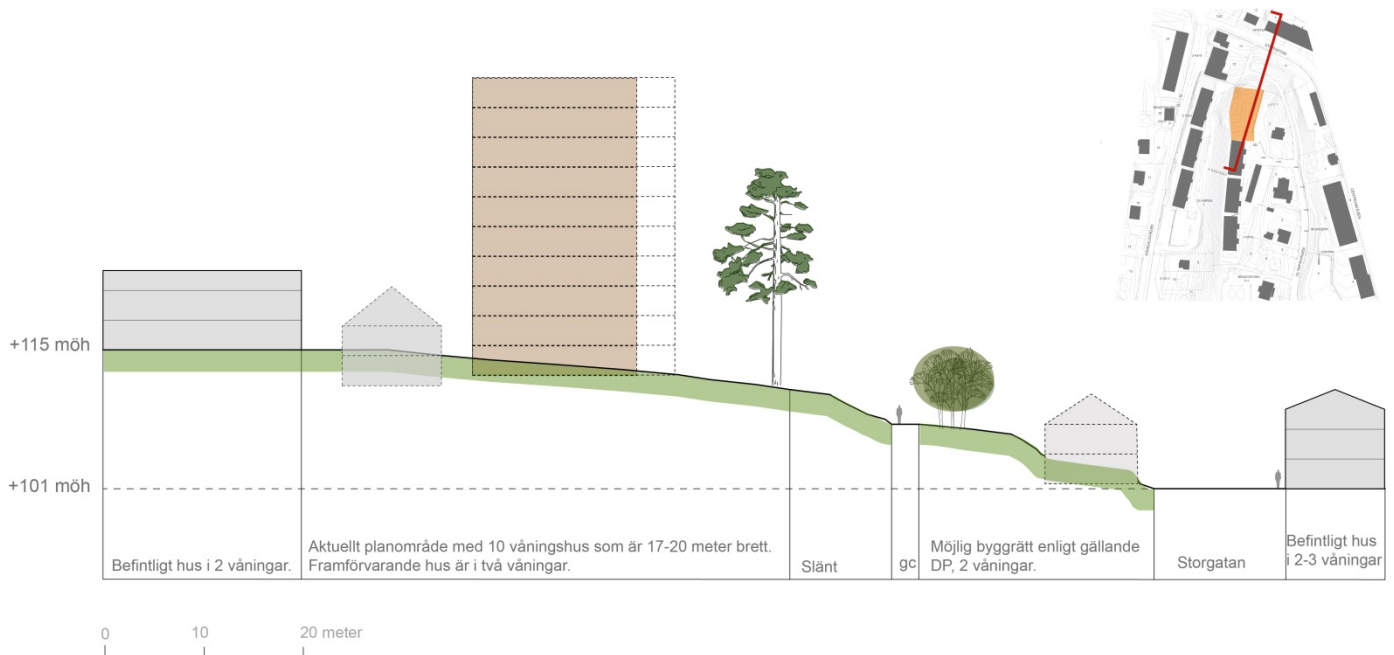 +115 möh
+101 möh
Befintligt hus i 2 våningar.
Aktuellt planområde med 10 våningshus som är 17-20 meter brett.
Framförvarande hus är i två våningar.
Slänt
gc
Möjlig byggrätt enligt gällande
DP, 2 våningar.
Storgatan
Befintligt hus
i 2-3 våningar
0
10
20 meter